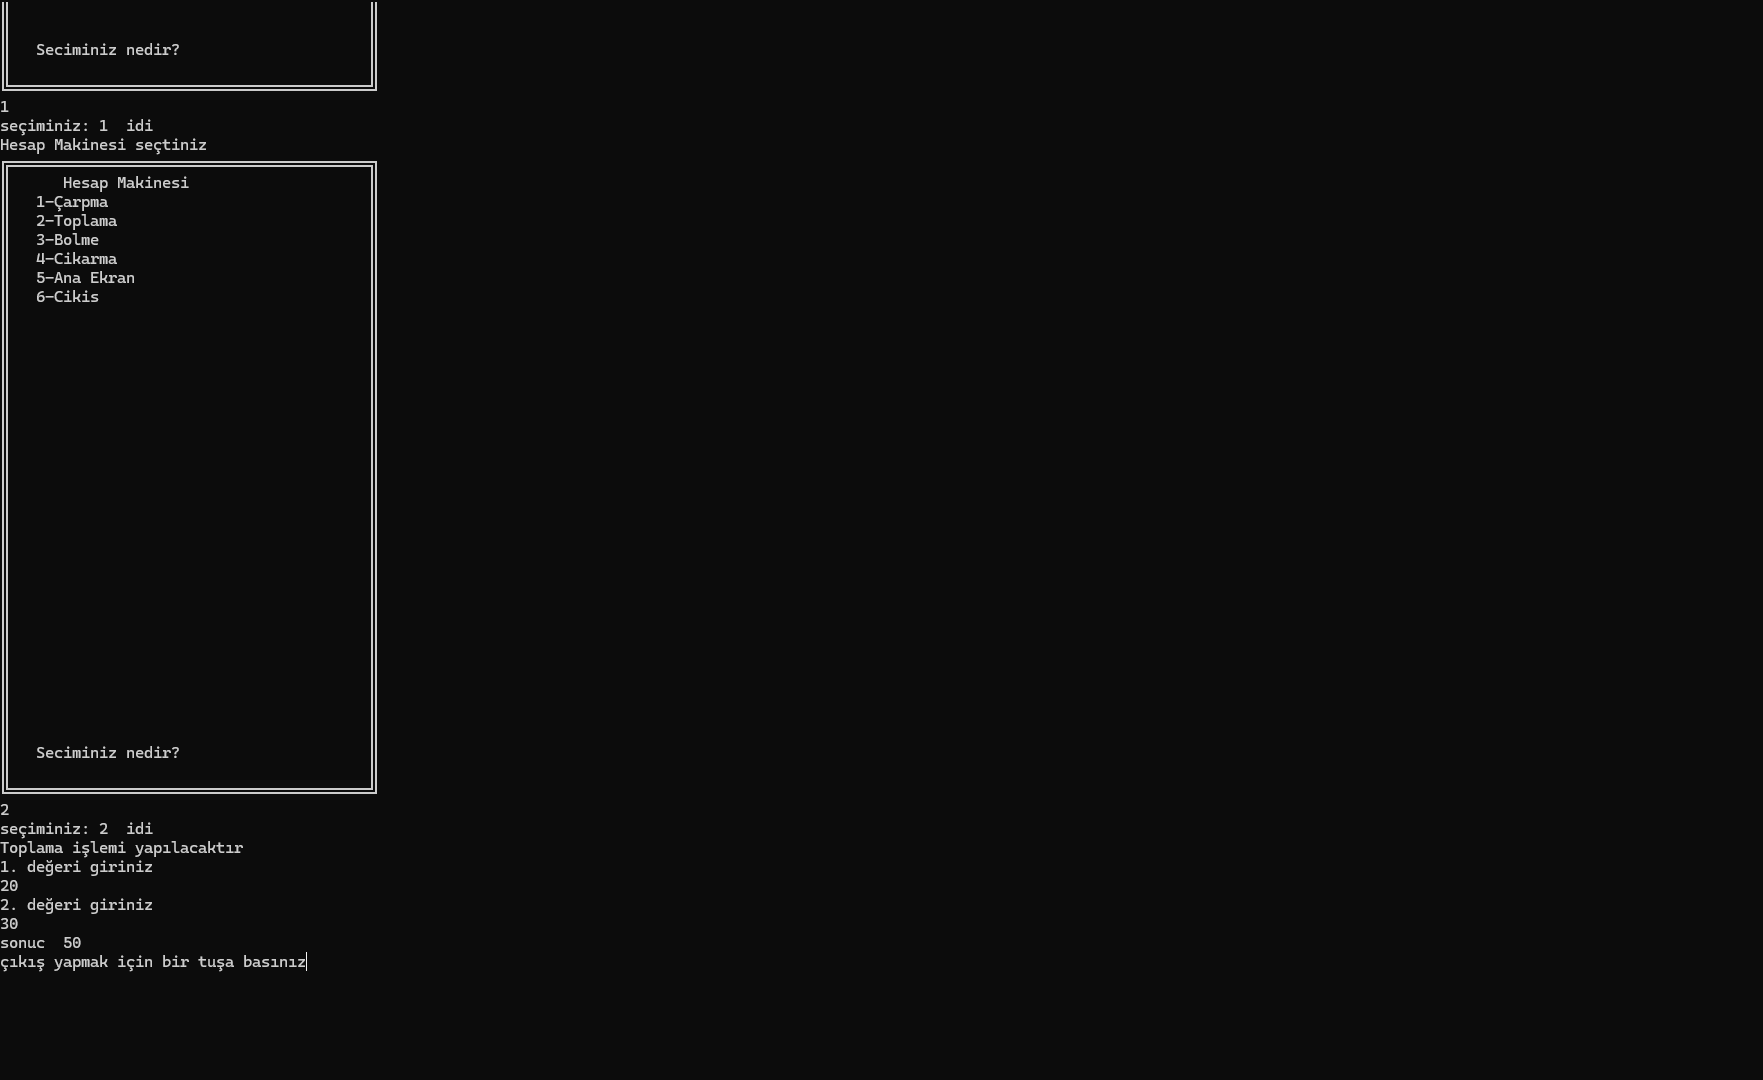 Seciminiz nedir?
1
seçiminiz: 1  idi
Hesap Makinesi seçtiniz
Hesap Makinesi
1-Çarpma
2-Toplama
3-Bolme
4-Cikarma
5-Ana Ekran
6-Cikis
Seciminiz nedir?
2
seçiminiz: 2  idi
Toplama işlemi yapılacaktır
1. değeri giriniz
20
2. değeri giriniz
30
sonuc  50
çıkış yapmak için bir tuşa basınız